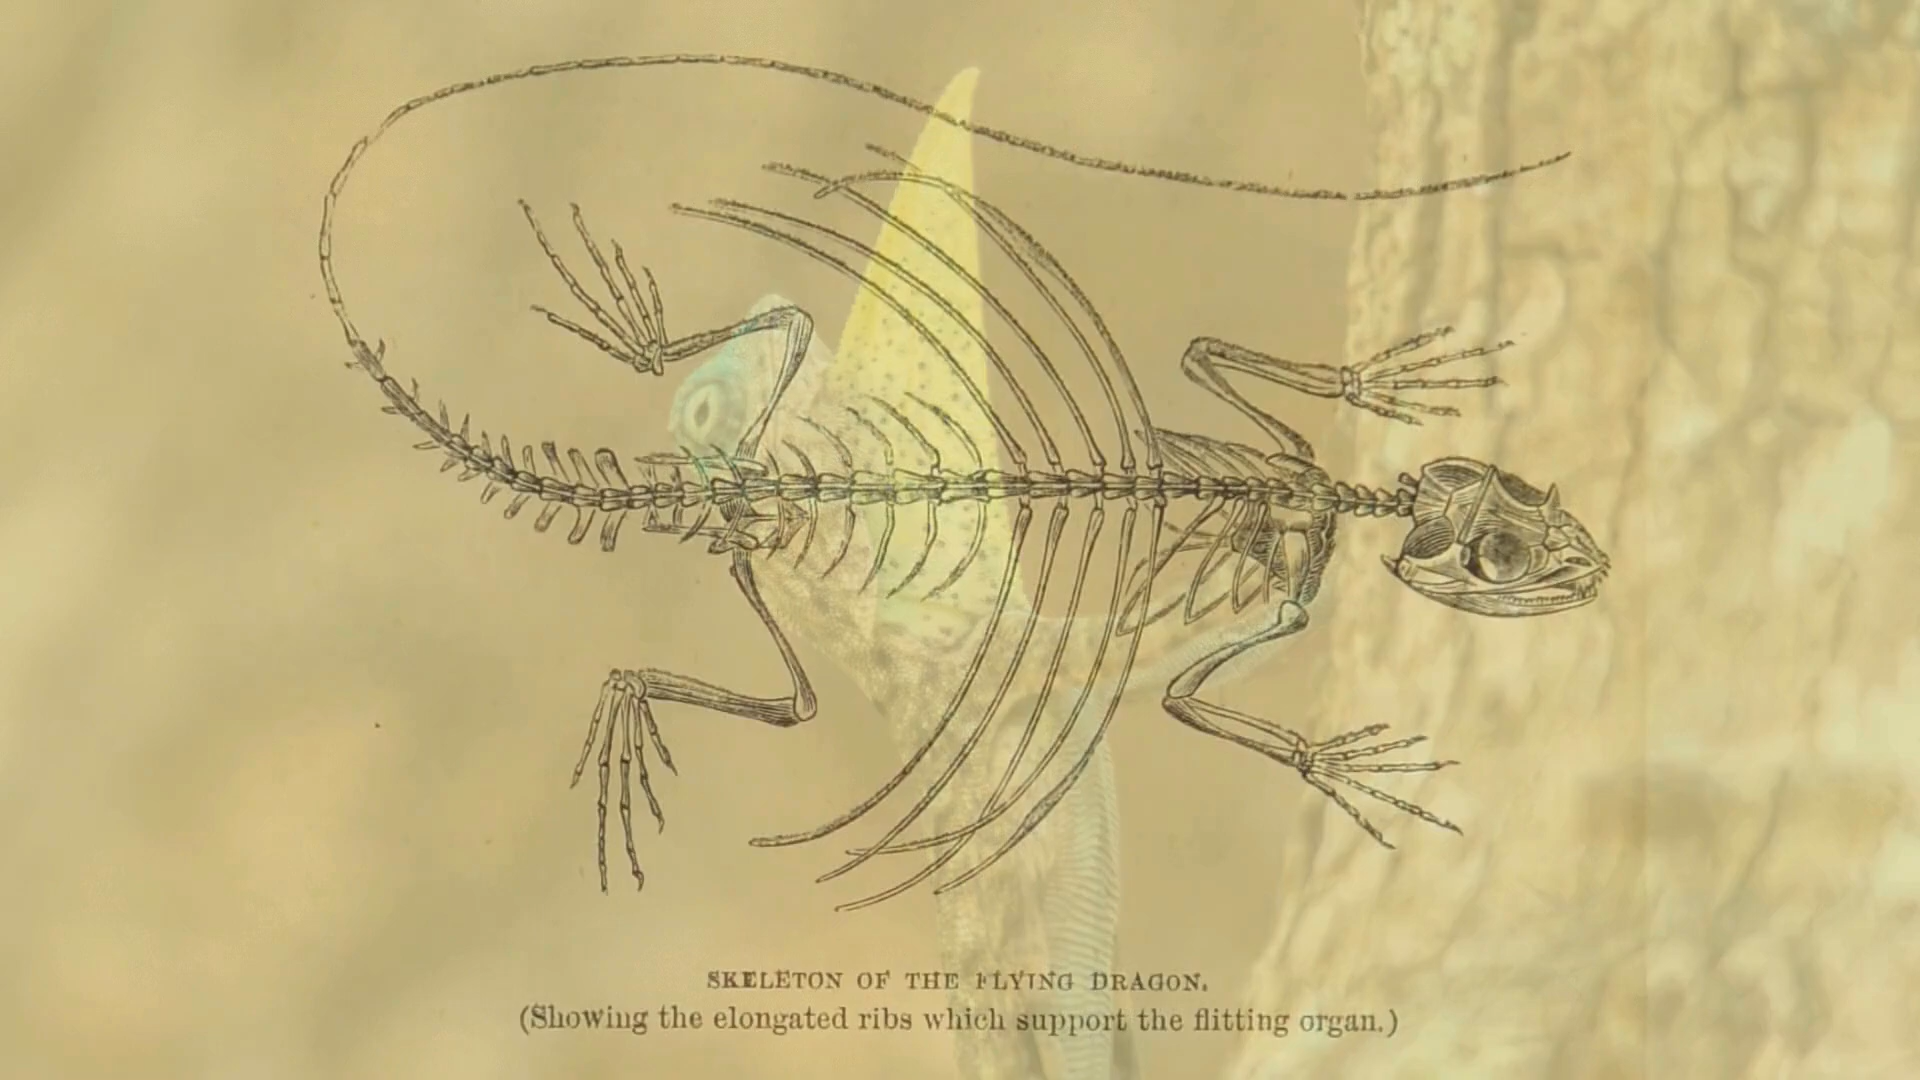 SKELETON OF THE FLYING DRAGON.
(Showing the elongated ribs which support the flitting organ.)